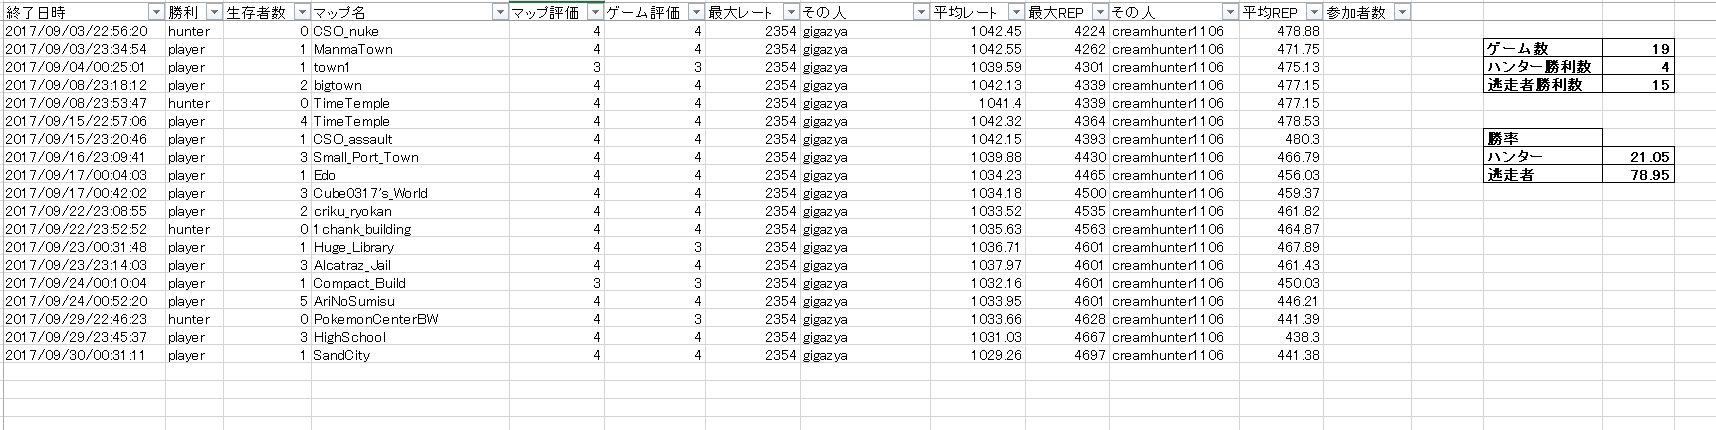 終了日時 勝利 生存者数 マップ名 マップ評価 ゲーム評価 最大レート その人 平均レート 最大REP その人 平均REP 参加者数
2017/09/03/22:56:20 hunter 0 CSO_nuke 4 4 2354 gigazya 1042.45 4224 creamhunter1106 478.88
2017/09/03/23:34:54 player 1 ManmaTown 4 4 2354 gigazya 1042.55 4262 creamhunter1106 471.75
ゲーム数 19
2017/09/04/00:25:01 player 1 town1 3 3 2354 gigazya 1039.59 4301 creamhunter1106 475.13
ハンター勝利数 4
2017/09/08/23:18:12 player 2 bigtown 4 4 2354 gigazya 1042.13 4339 creamhunter1106 477.15
逃走者勝利数 15
2017/09/08/23:53:47 hunter 0 TimeTemple 4 4 2354 gigazya 1041.4 4339 creamhunter1106 477.15
2017/09/15/22:57:06 player 4 TimeTemple 4 4 2354 gigazya 1042.32 4364 creamhunter1106 478.53
2017/09/15/23:20:46 player 1 CSO_assault 4 4 2354 gigazya 1042.15 4393 creamhunter1106 480.3
勝率
2017/09/16/23:09:41 player 3 Small_Port_Town 4 4 2354 gigazya 1039.88 4430 creamhunter1106 466.79
ハンター 21.05
2017/09/17/00:04:03 player 1 Edo 4 4 2354 gigazya 1034.23 4465 creamhunter1106 456.03
逃走者 78.95
2017/09/17/00:42:02 player 3 Cube0317's_World 4 4 2354 gigazya 1034.18 4500 creamhunter1106 459.37
2017/09/22/23:08:55 player 2 criku_ryokan 4 4 2354 gigazya 1033.52 4535 creamhunter1106 461.82
2017/09/22/23:52:52 hunter 0 1chank_building 4 4 2354 gigazya 1035.63 4563 creamhunter1106 464.87
2017/09/23/00:31:48 player 1 Huge_Library 4 3 2354 gigazya 1036.71 4601 creamhunter1106 467.89
2017/09/23/23:14:03 player 3 Alcatraz_Jail 4 4 2354 gigazya 1037.97 4601 creamhunter1106 461.43
2017/09/24/00:10:04 player 1 Compact_Build 3 3 2354 gigazya 1032.16 4601 creamhunter1106 450.03
2017/09/24/00:52:20 player 5 AriNoSumisu 4 4 2354 gigazya 1033.95 4601 creamhunter1106 446.21
2017/09/29/22:46:23 hunter 0 PokemonCenterBW 4 3 2354 gigazya 1033.66 4628 creamhunter1106 441.39
2017/09/29/23:45:37 player 3 HighSchool 4 4 2354 gigazya 1031.03 4667 creamhunter1106 438.3
2017/09/30/00:31:11 player 1 SandCity 4 4 2354 gigazya 1029.26 4697 creamhunter1106 441.38